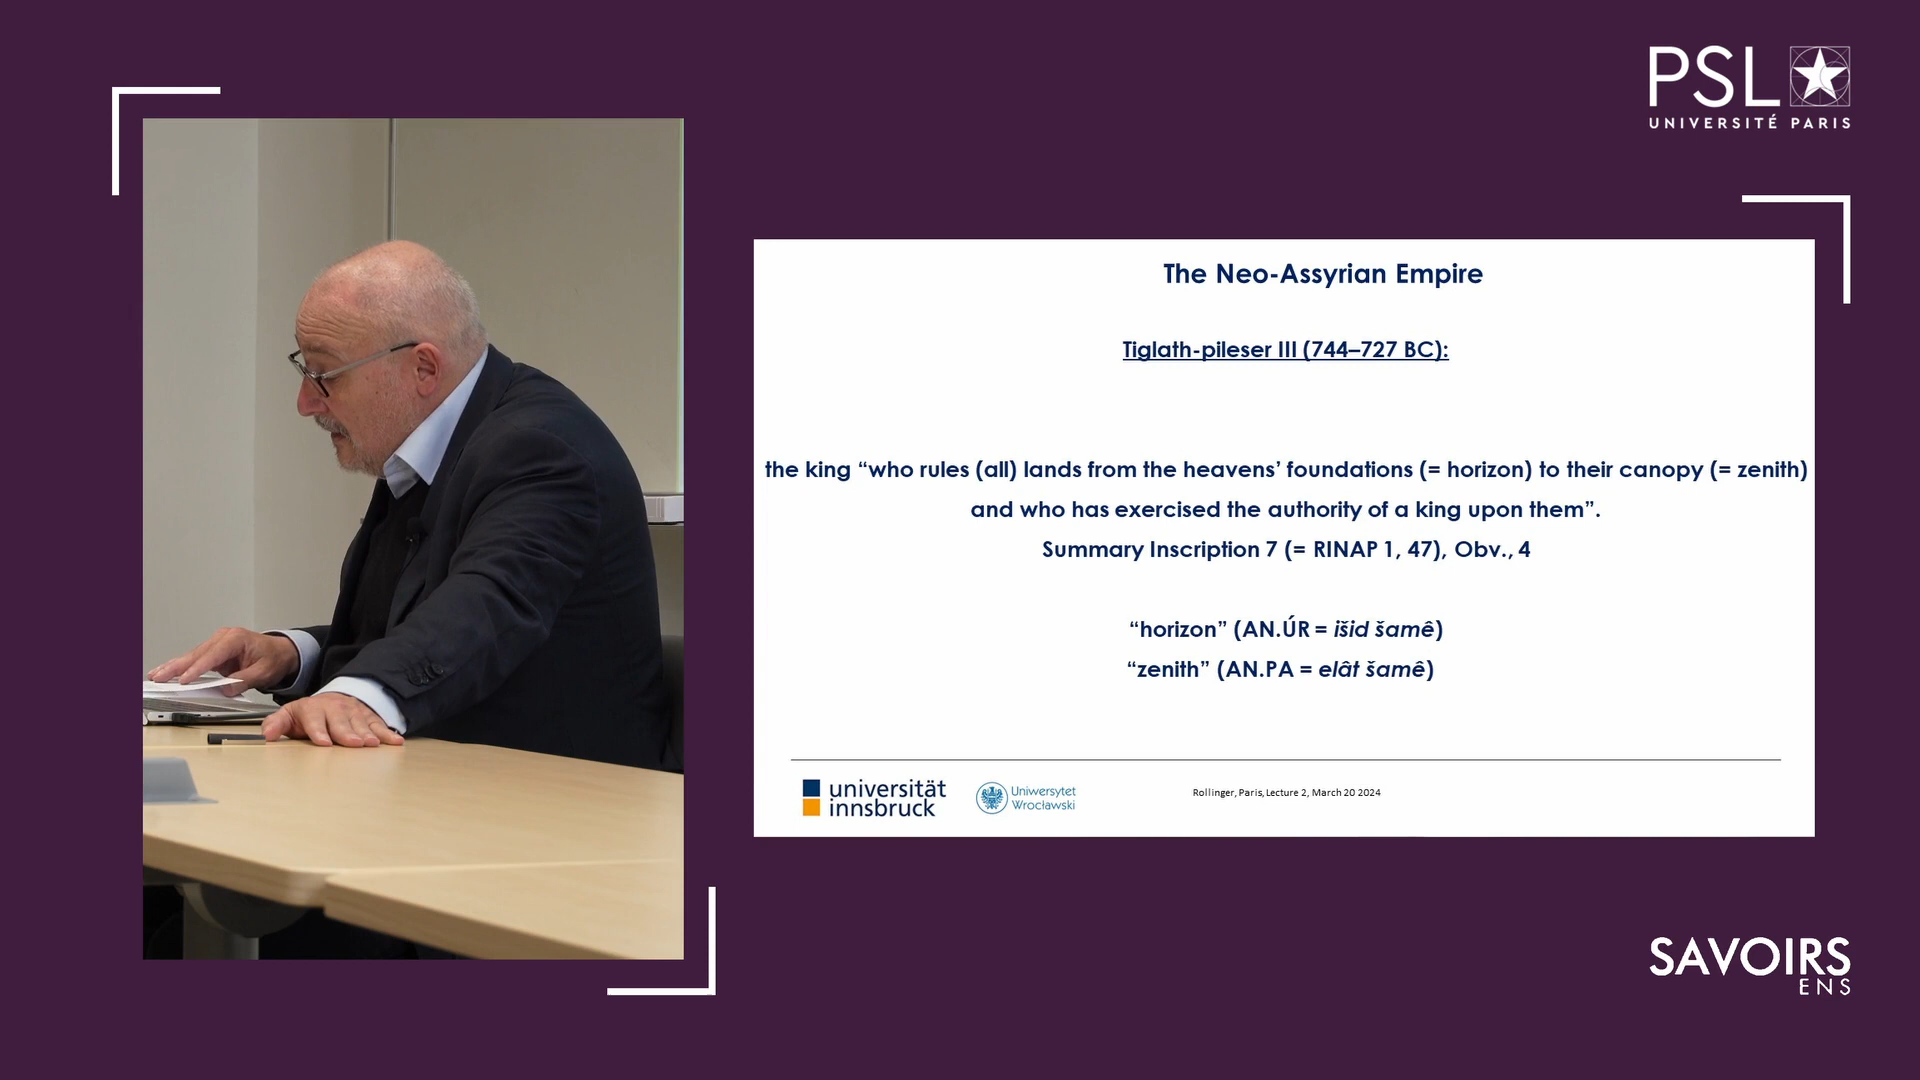 PSL
UNIVERSITÉ PARIS
The Neo-Assyrian Empire
Tiglath-pileser III (744–727 BC):
the king “who rules (all) lands from the heavens’ foundations (= horizon) to their canopy (= zenith)
and who has exercised the authority of a king upon them”.
Summary Inscription 7 (= RINAP 1, 47), Obv., 4
“horizon” (AN.ÚR = išid šamê)
“zenith” (AN.PA = elât šamê)
universität
innsbruck
Uniwersytet
Wrocławski
Rollinger, Paris, Lecture 2, March 20 2024
SAVOIRS
ENS